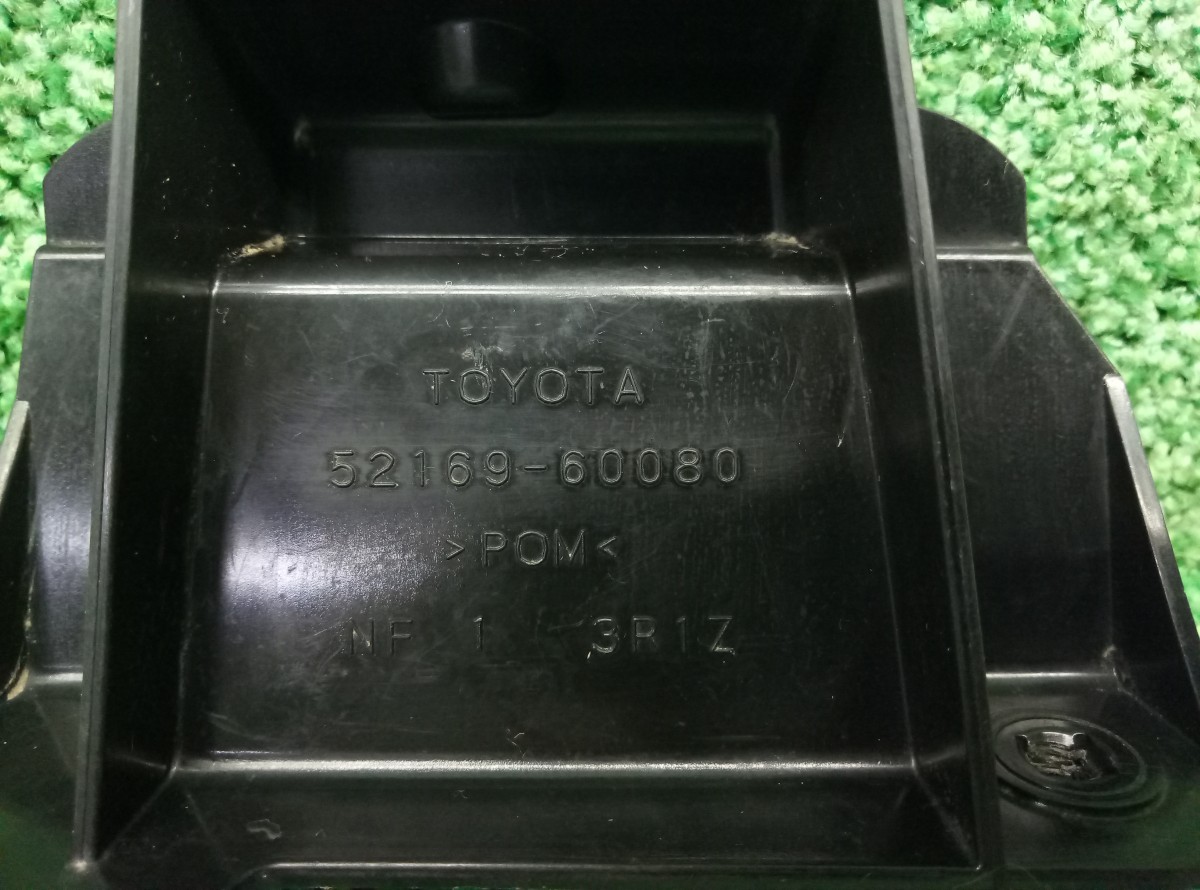 TOYOTA
52169-60080
>POM<
NF 1 3R1Z